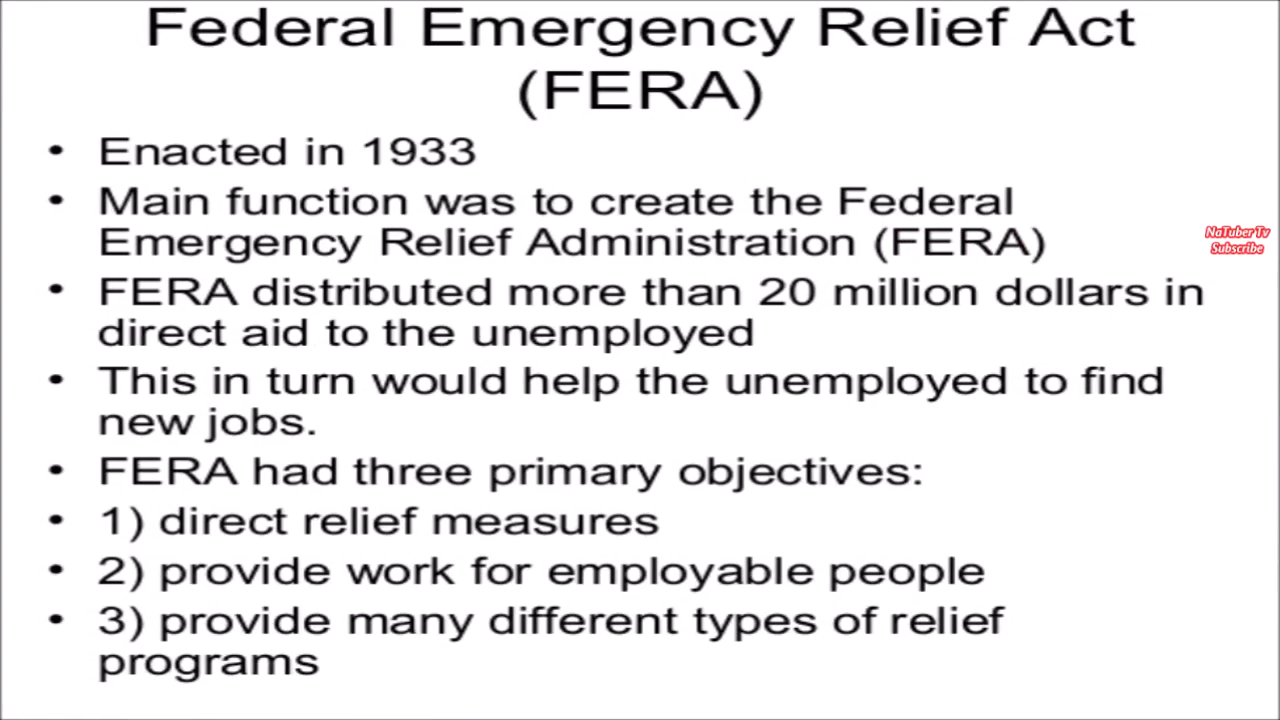 Federal Emergency Relief Act
(FERA)
• Enacted in 1933
• Main function was to create the Federal
Emergency Relief Administration (FERA)
NaTuber Tv
Subscribe
• FERA distributed more than 20 million dollars in
direct aid to the unemployed
• This in turn would help the unemployed to find
new jobs.
• FERA had three primary objectives:
• 1) direct relief measures
• 2) provide work for employable people
• 3) provide many different types of relief
programs